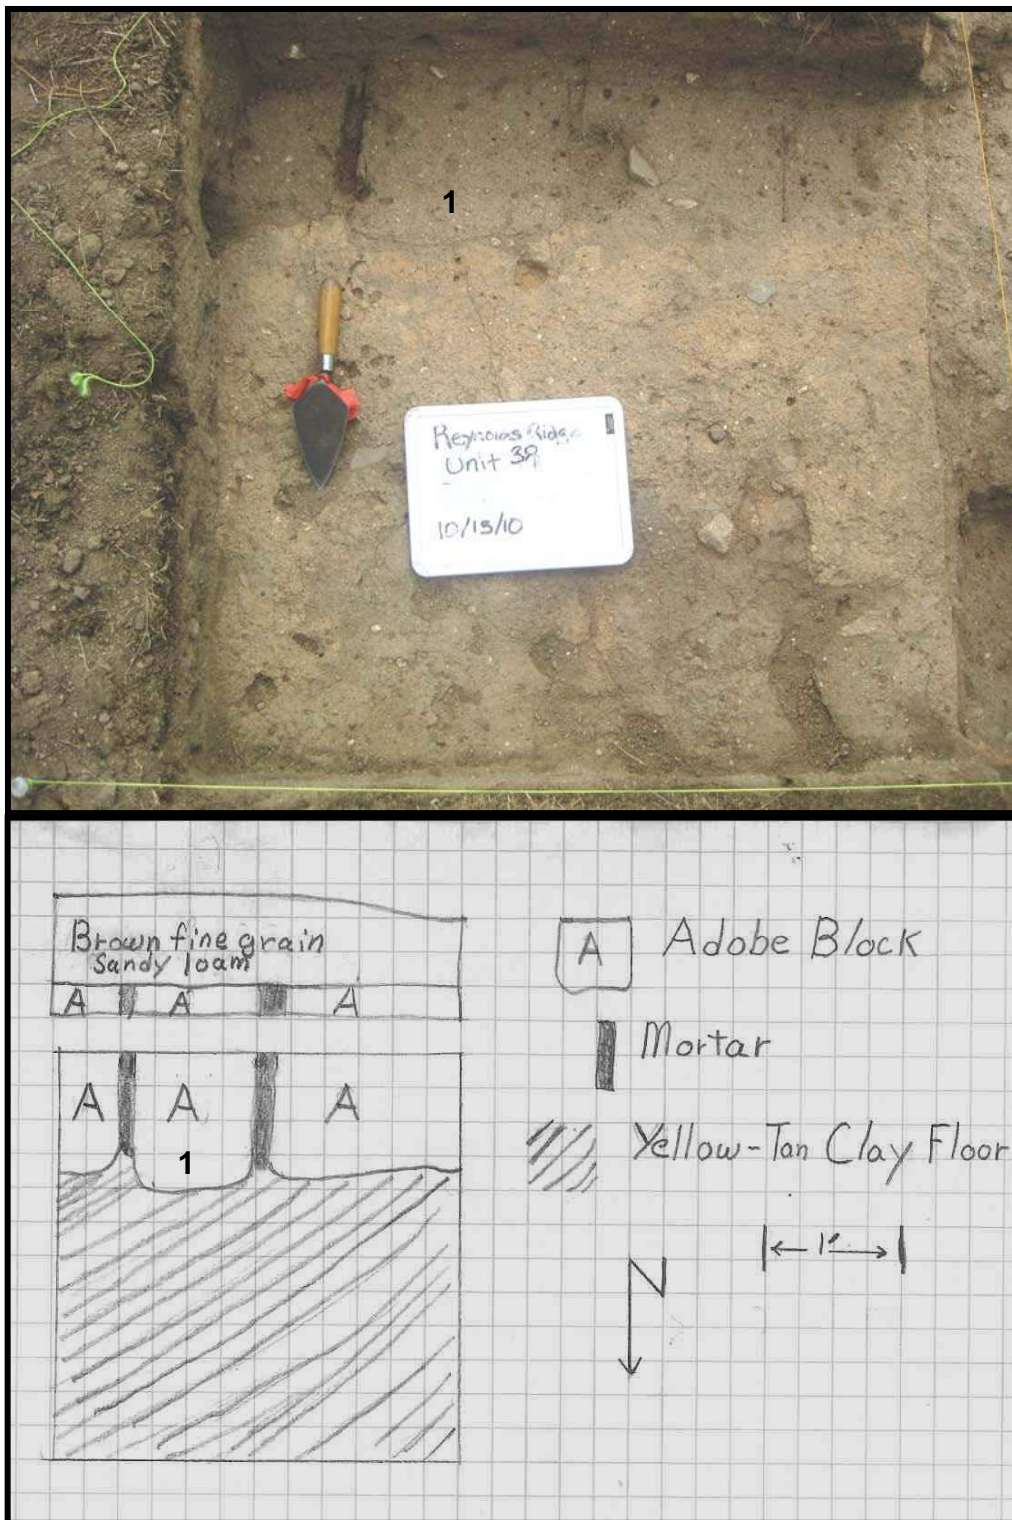 1
Reynolds Ridge
Unit 39
10/15/10
Brown fine grain
Sandy loam
A A A
A A A
1
A Adobe Block
Mortar
Yellow-Tan Clay Floor
1'
N